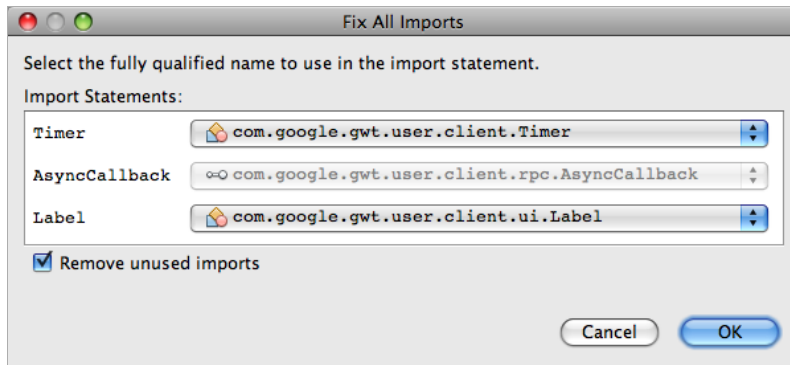 Fix All Imports
Select the fully qualified name to use in the import statement.
Import Statements:
Timer com.google.gwt.user.client.Timer
AsyncCallback com.google.gwt.user.client.rpc.AsyncCallback
Label com.google.gwt.user.client.ui.Label
Remove unused imports
Cancel OK